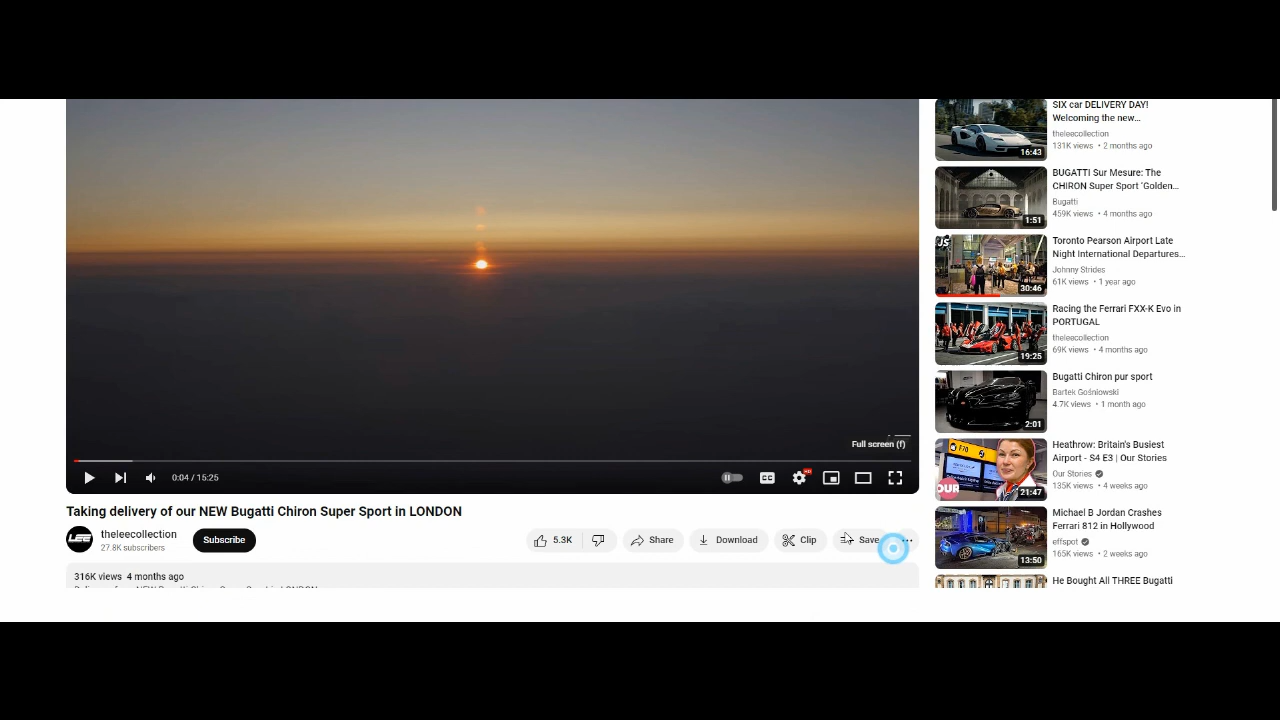 Full screen (f)
0:04 / 15:25
CC
HD
Taking delivery of our NEW Bugatti Chiron Super Sport in LONDON
LEE
theleecollection
27.8K subscribers
Subscribe
5.3K
Share
Download
Clip
Save
316K views 4 months ago
SIX car DELIVERY DAY!
Welcoming the new...
theleecollection
131K views • 2 months ago
16:43
BUGATTI Sur Mesure: The
CHIRON Super Sport 'Golden...
Bugatti
459K views • 4 months ago
1:51
Toronto Pearson Airport Late
Night International Departures...
Johnny Strides
61K views • 1 year ago
30:46
Racing the Ferrari FXX-K Evo in
PORTUGAL
theleecollection
69K views • 4 months ago
19:25
Bugatti Chiron pur sport
Bartek Gośniowski
4.7K views • 1 month ago
2:01
Heathrow: Britain's Busiest
Airport - S4 E3 | Our Stories
Our Stories
135K views • 4 weeks ago
F70
OUR
21:47
Michael B Jordan Crashes
Ferrari 812 in Hollywood
effspot
165K views • 2 weeks ago
13:50
He Bought All THREE Bugatti